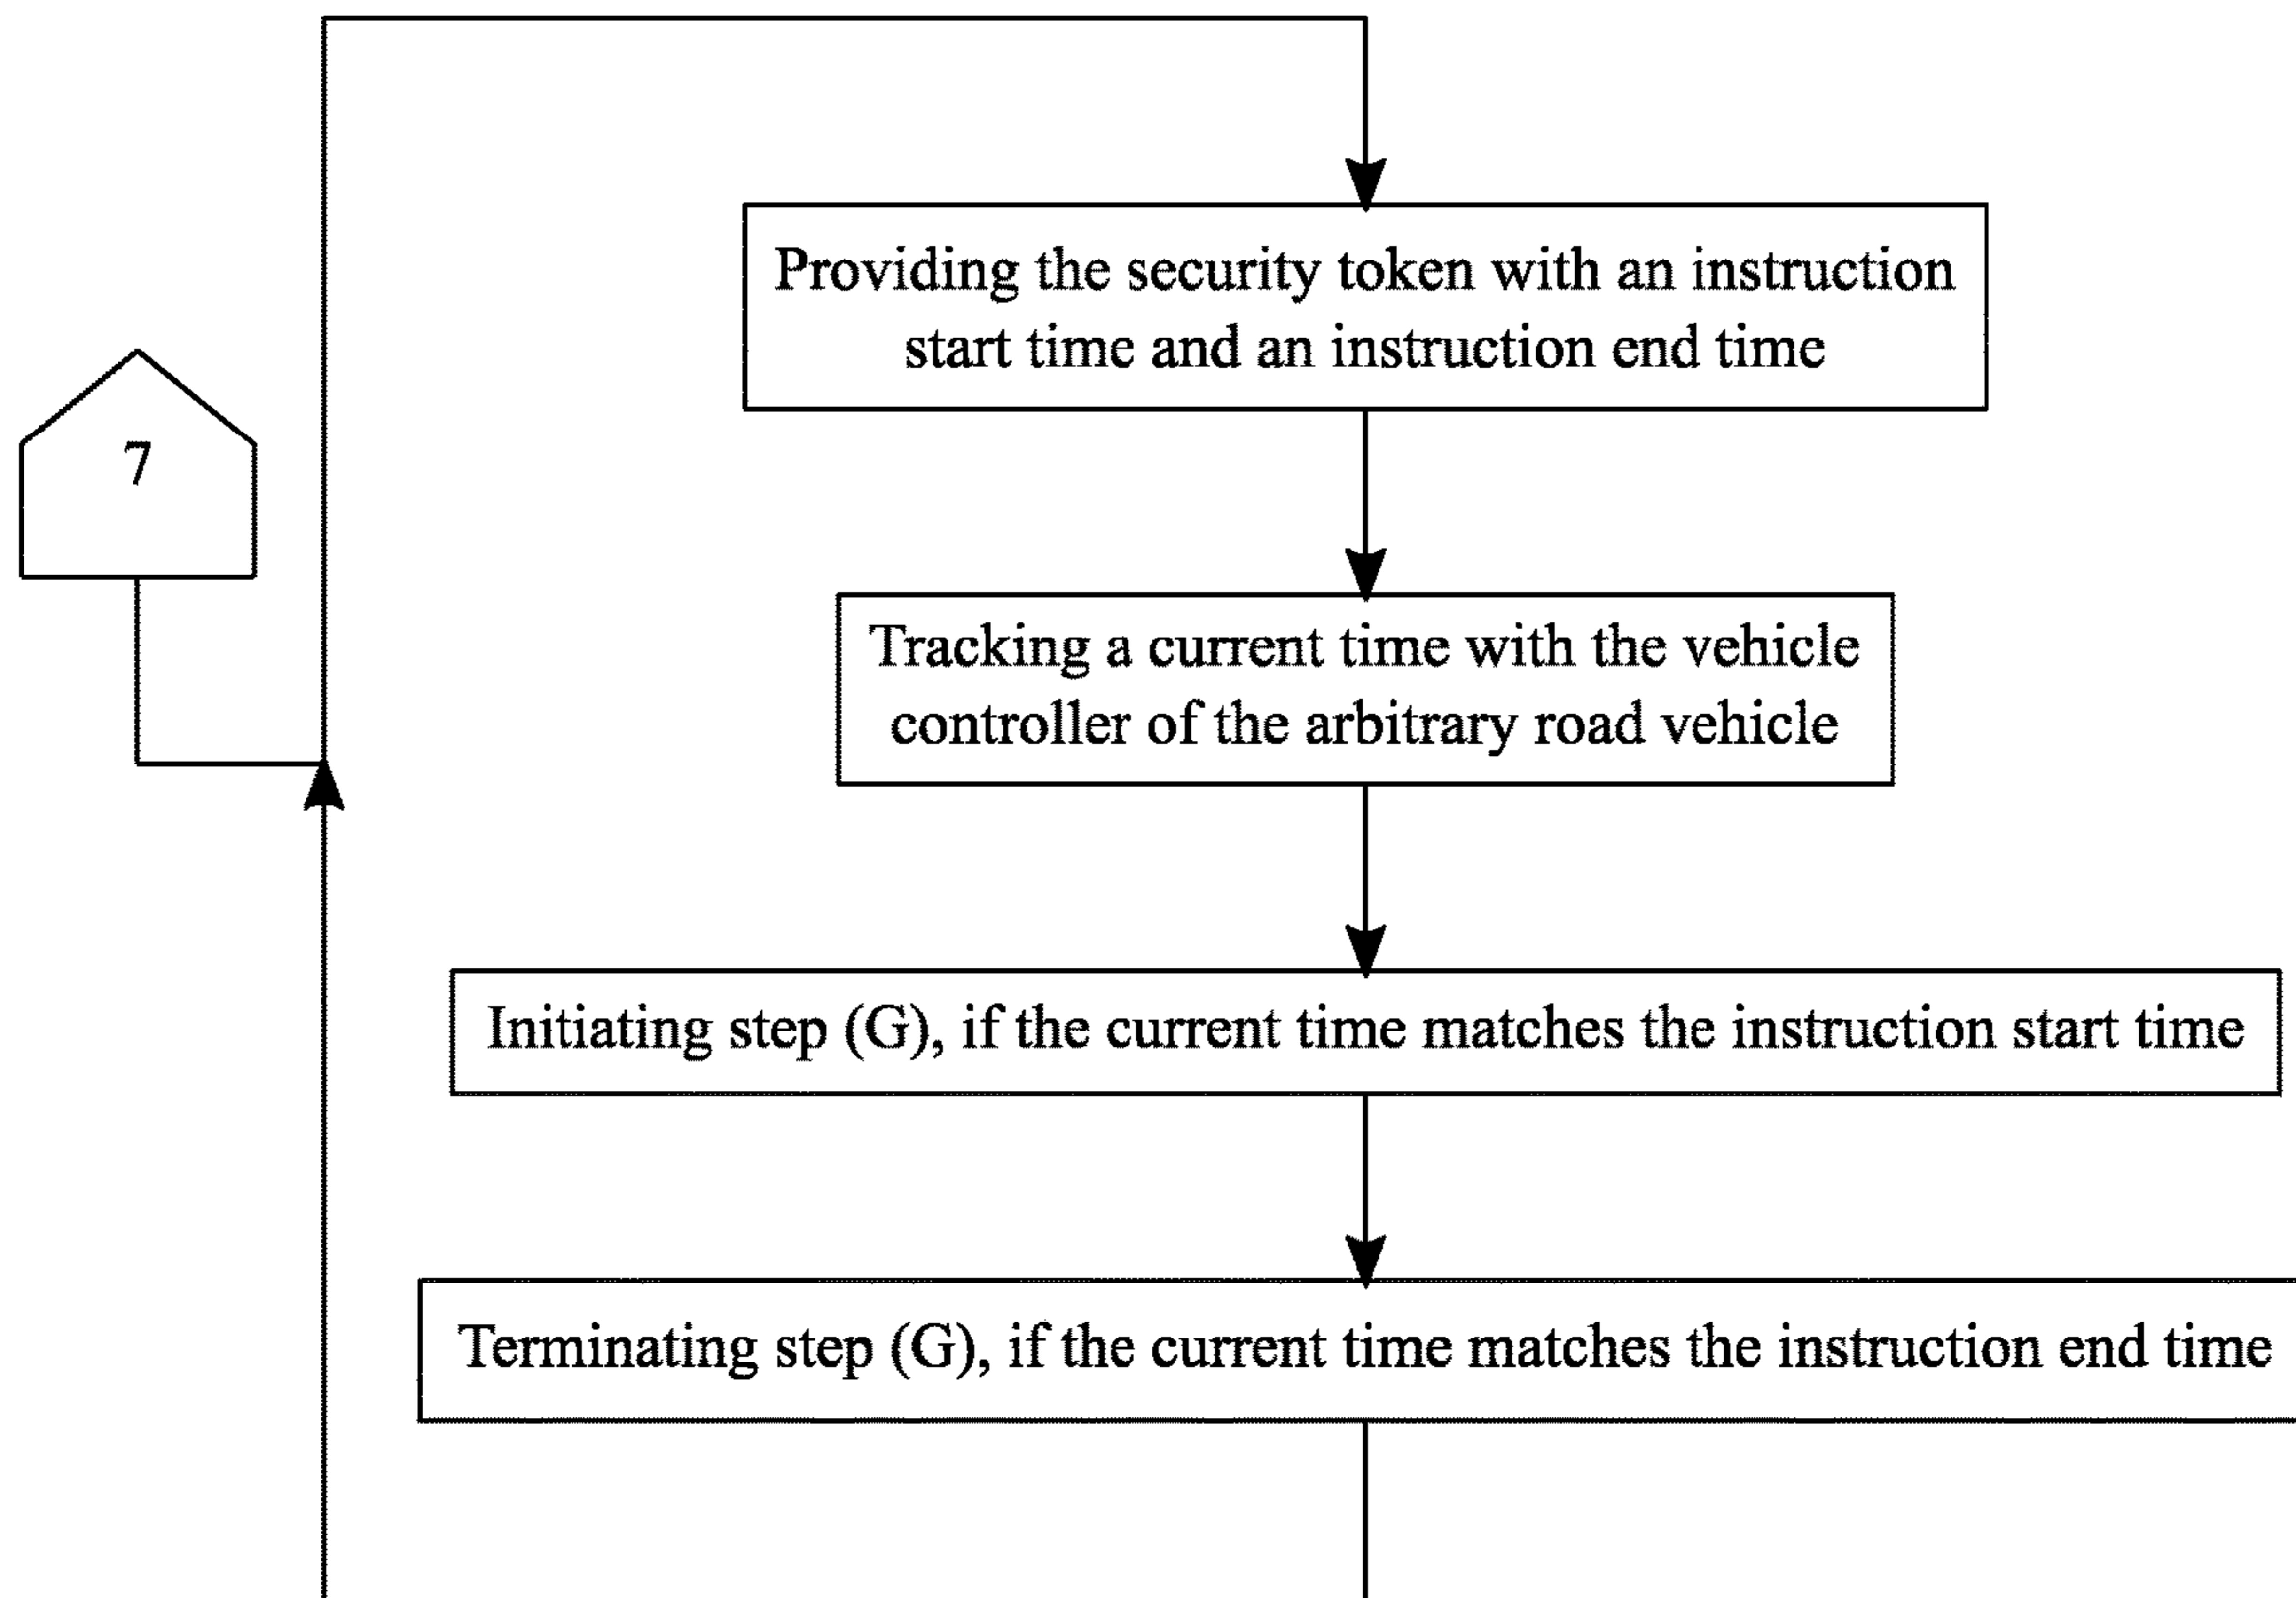 7
Providing the security token with an instruction
start time and an instruction end time
Tracking a current time with the vehicle
controller of the arbitrary road vehicle
Initiating step (G), if the current time matches the instruction start time
Terminating step (G), if the current time matches the instruction end time